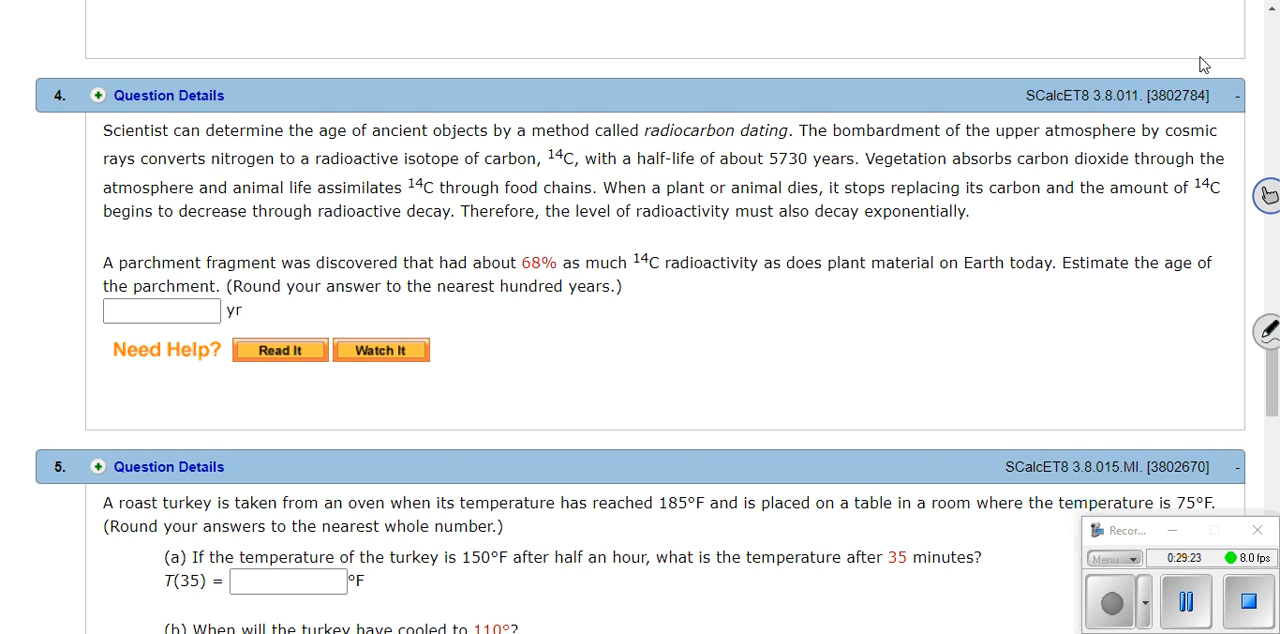 4. Question Details SCalcET8 3.8.011. [3802784] -
Scientist can determine the age of ancient objects by a method called radiocarbon dating. The bombardment of the upper atmosphere by cosmic
rays converts nitrogen to a radioactive isotope of carbon, ¹⁴C, with a half-life of about 5730 years. Vegetation absorbs carbon dioxide through the
atmosphere and animal life assimilates ¹⁴C through food chains. When a plant or animal dies, it stops replacing its carbon and the amount of ¹⁴C
begins to decrease through radioactive decay. Therefore, the level of radioactivity must also decay exponentially.
A parchment fragment was discovered that had about 68% as much ¹⁴C radioactivity as does plant material on Earth today. Estimate the age of
the parchment. (Round your answer to the nearest hundred years.)
yr
Need Help? Read It Watch It
5. Question Details SCalcET8 3.8.015.MI. [3802670] -
A roast turkey is taken from an oven when its temperature has reached 185°F and is placed on a table in a room where the temperature is 75°F.
(Round your answers to the nearest whole number.)
(a) If the temperature of the turkey is 150°F after half an hour, what is the temperature after 35 minutes?
T(35) = °F
(b) When will the turkey have cooled to 110°?
Recor...
Menu 0:29:23 8.0 fps